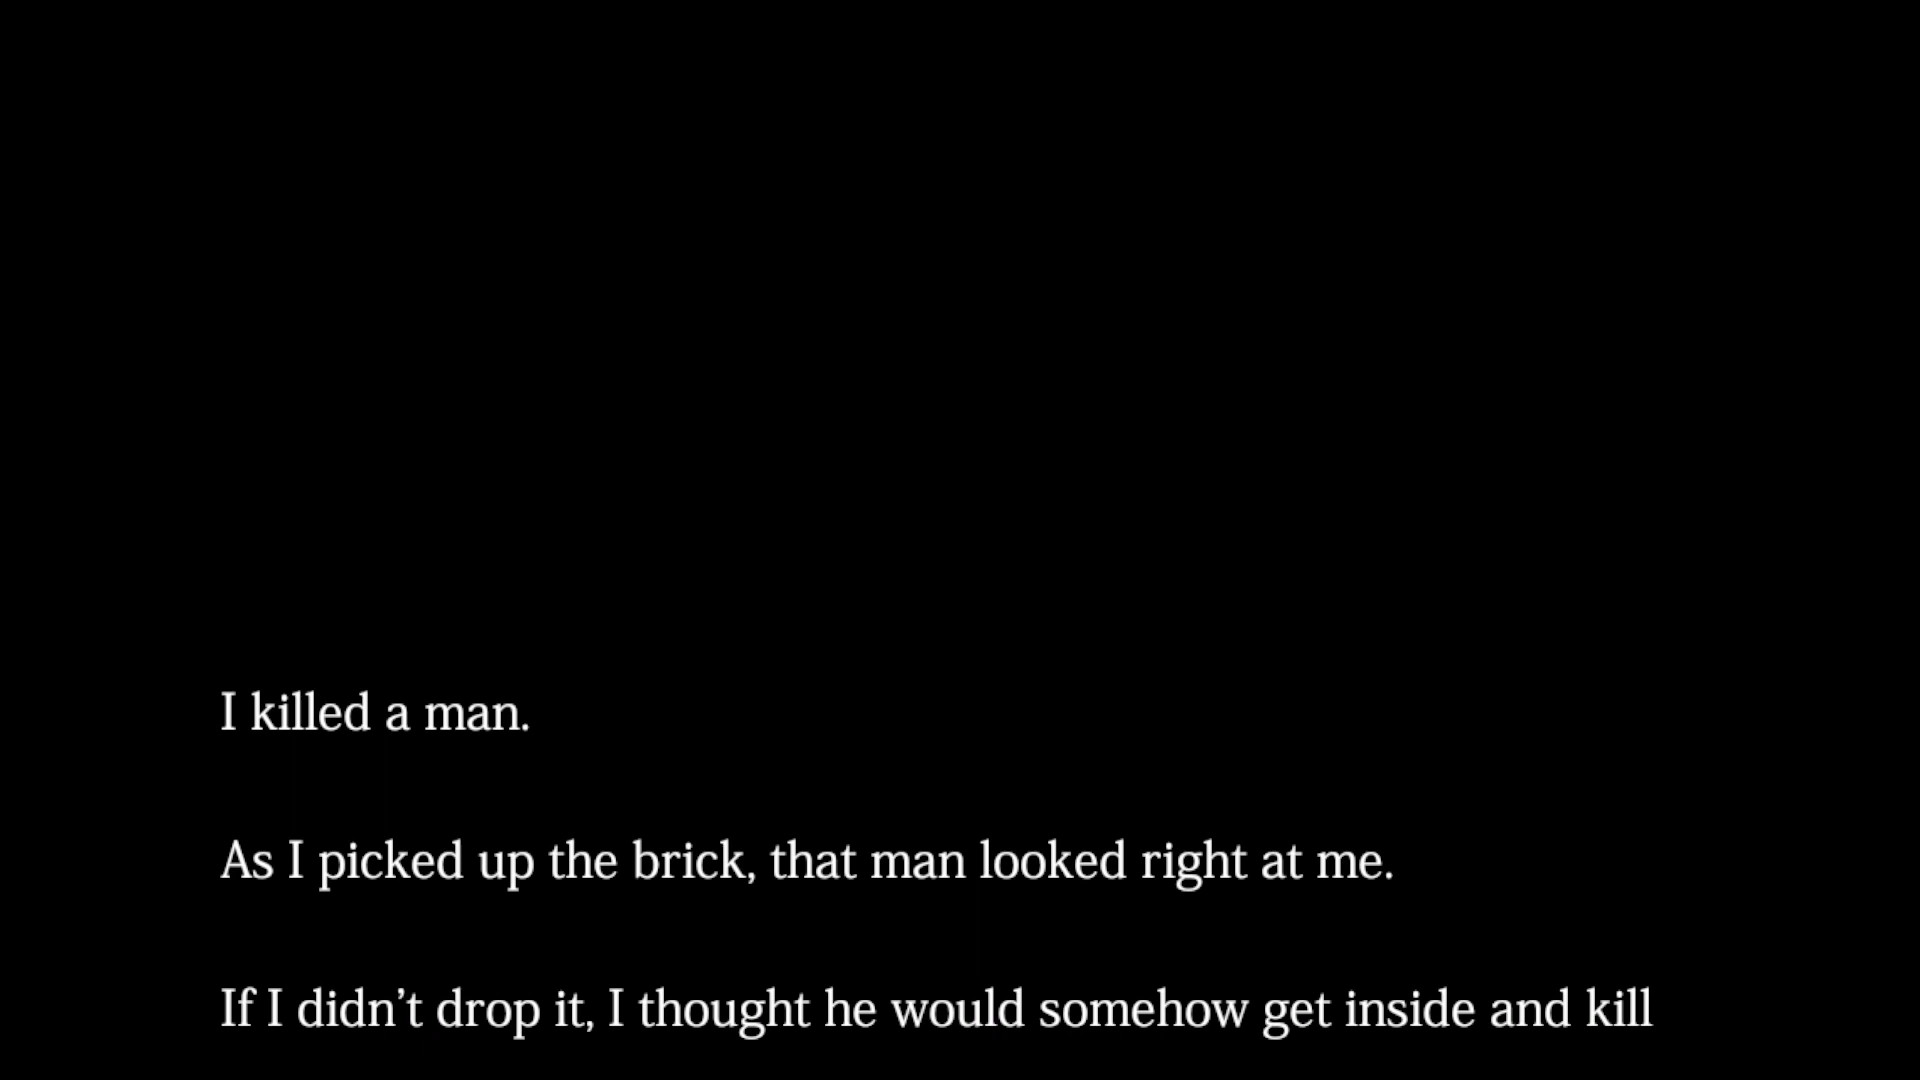 I killed a man.
As I picked up the brick, that man looked right at me.
If I didn’t drop it, I thought he would somehow get inside and kill